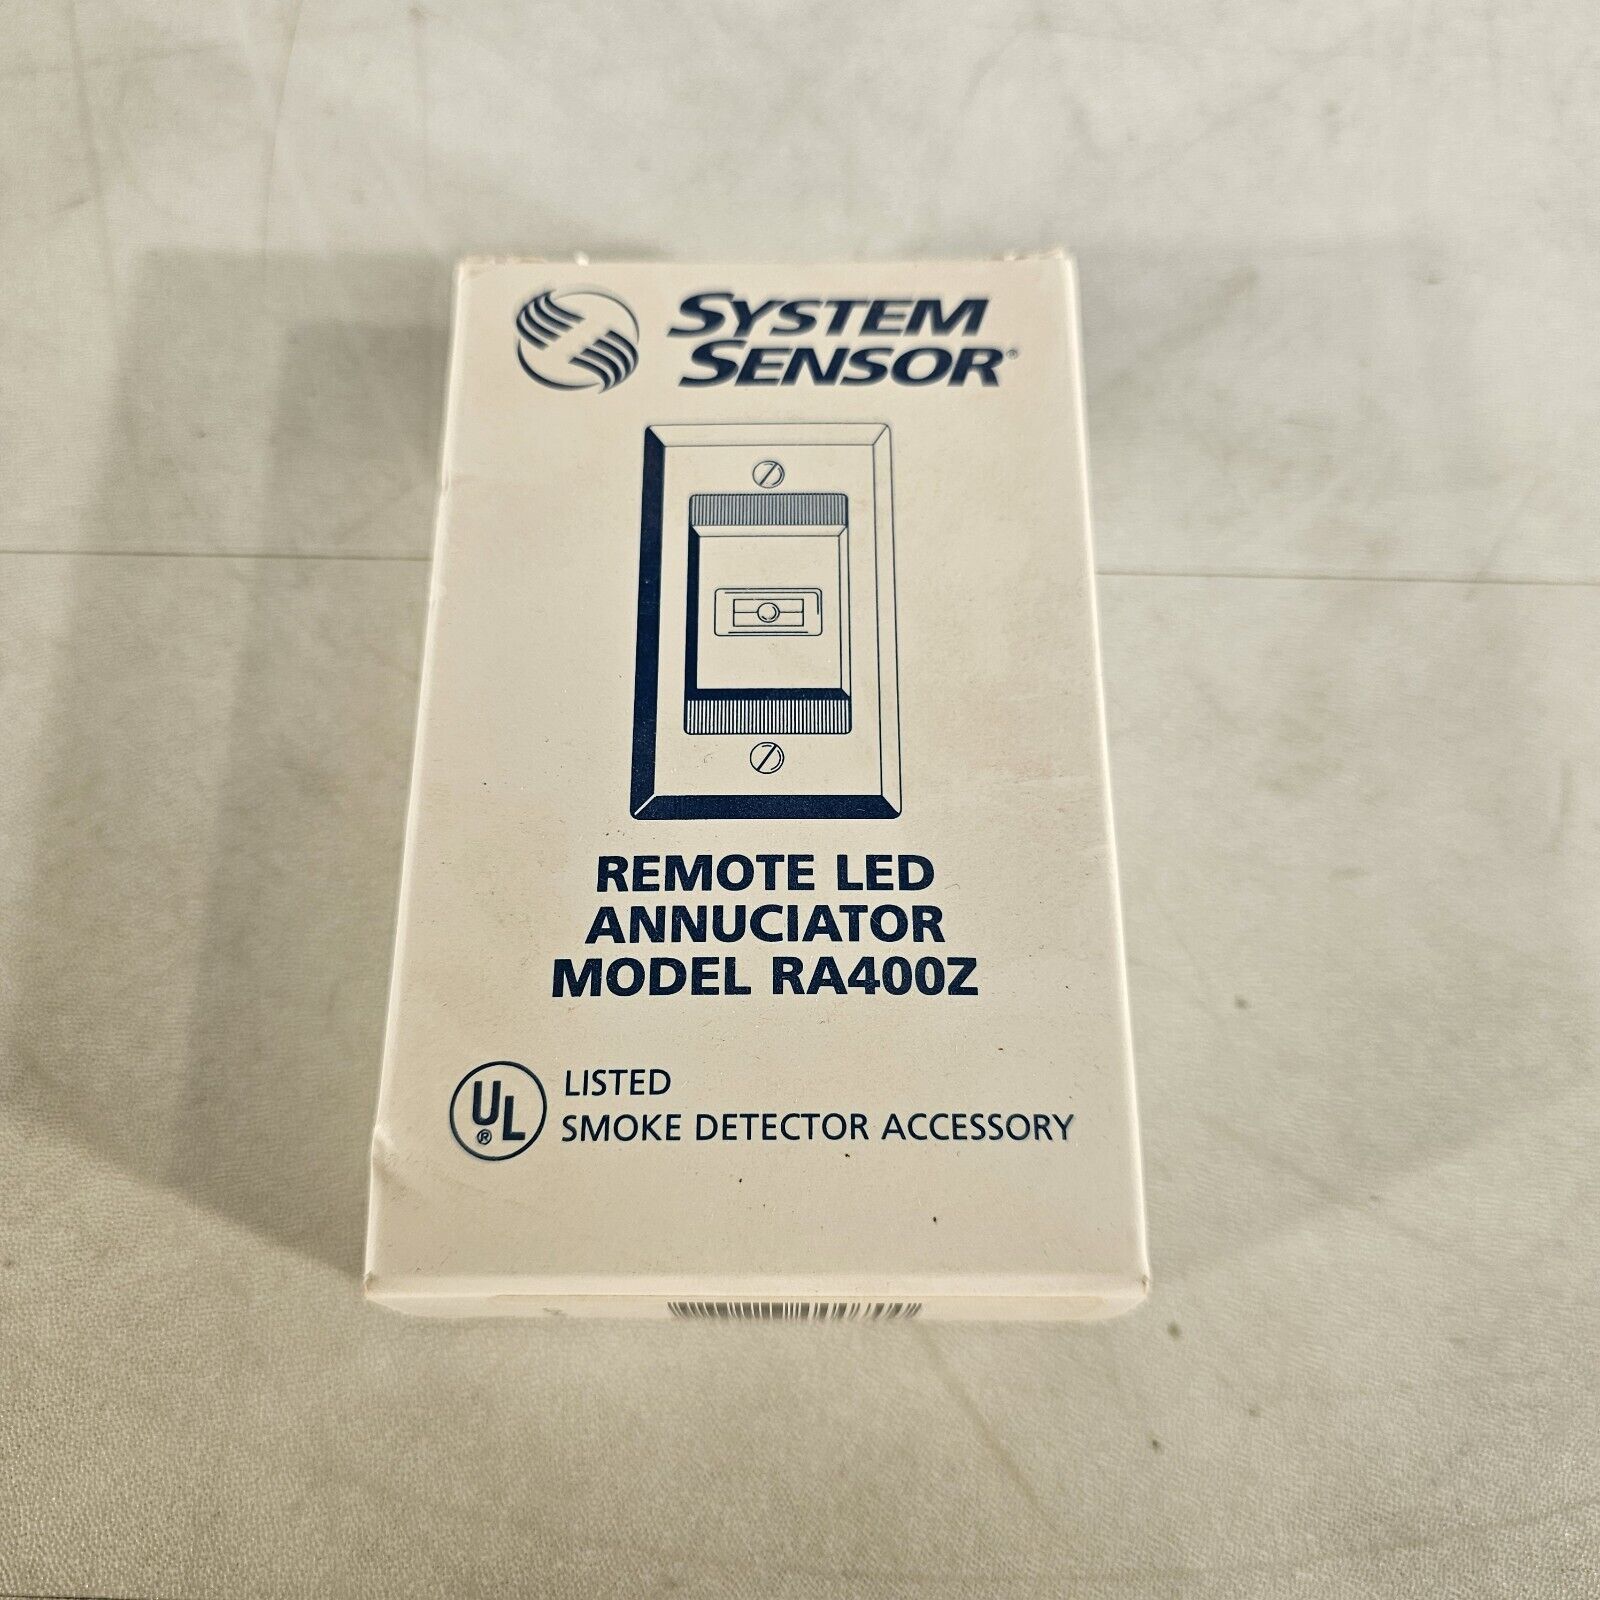 SYSTEM
SENSOR®
REMOTE LED
ANNUCIATOR
MODEL RA400Z
UL® LISTED
SMOKE DETECTOR ACCESSORY